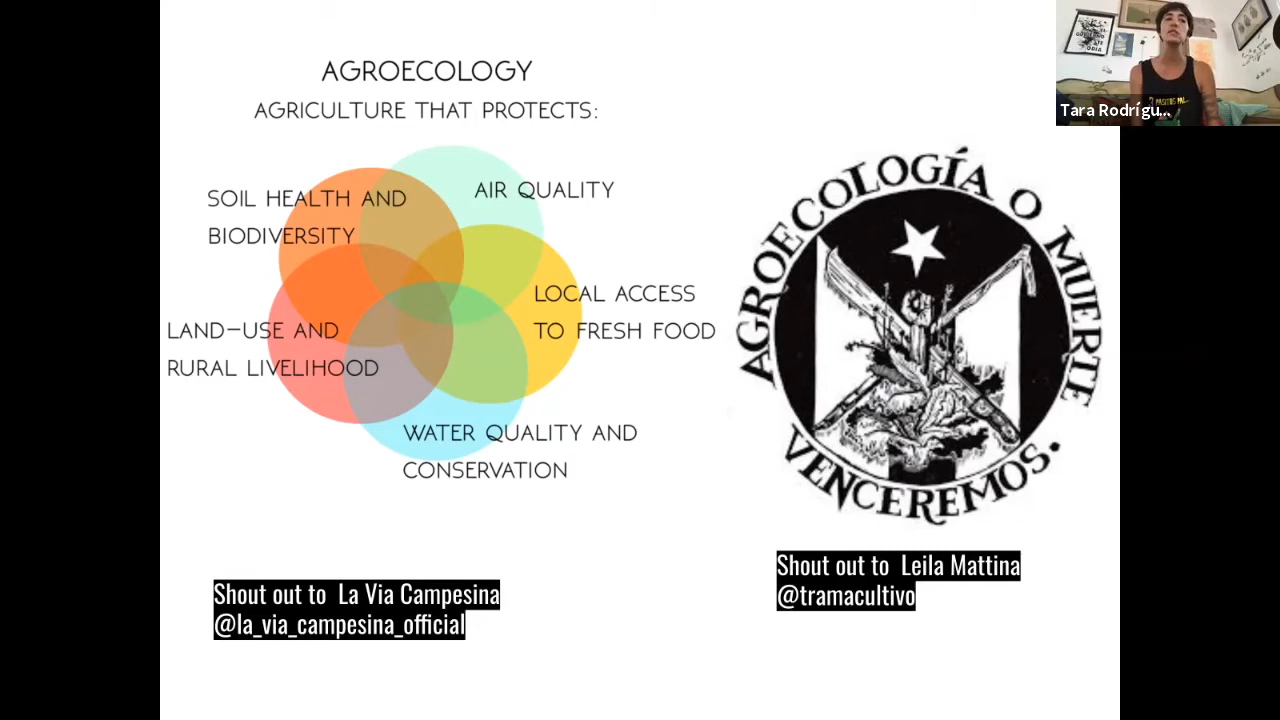 AGROECOLOGY
AGRICULTURE THAT PROTECTS:
SOIL HEALTH AND
BIODIVERSITY
AIR QUALITY
LOCAL ACCESS
TO FRESH FOOD
LAND-USE AND
RURAL LIVELIHOOD
WATER QUALITY AND
CONSERVATION
Shout out to La Via Campesina
@la_via_campesina_official
AGROECOLOGÍA O MUERTE
VENCEREMOS.
Shout out to Leila Mattina
@tramacultivo
Tara Rodrígu...